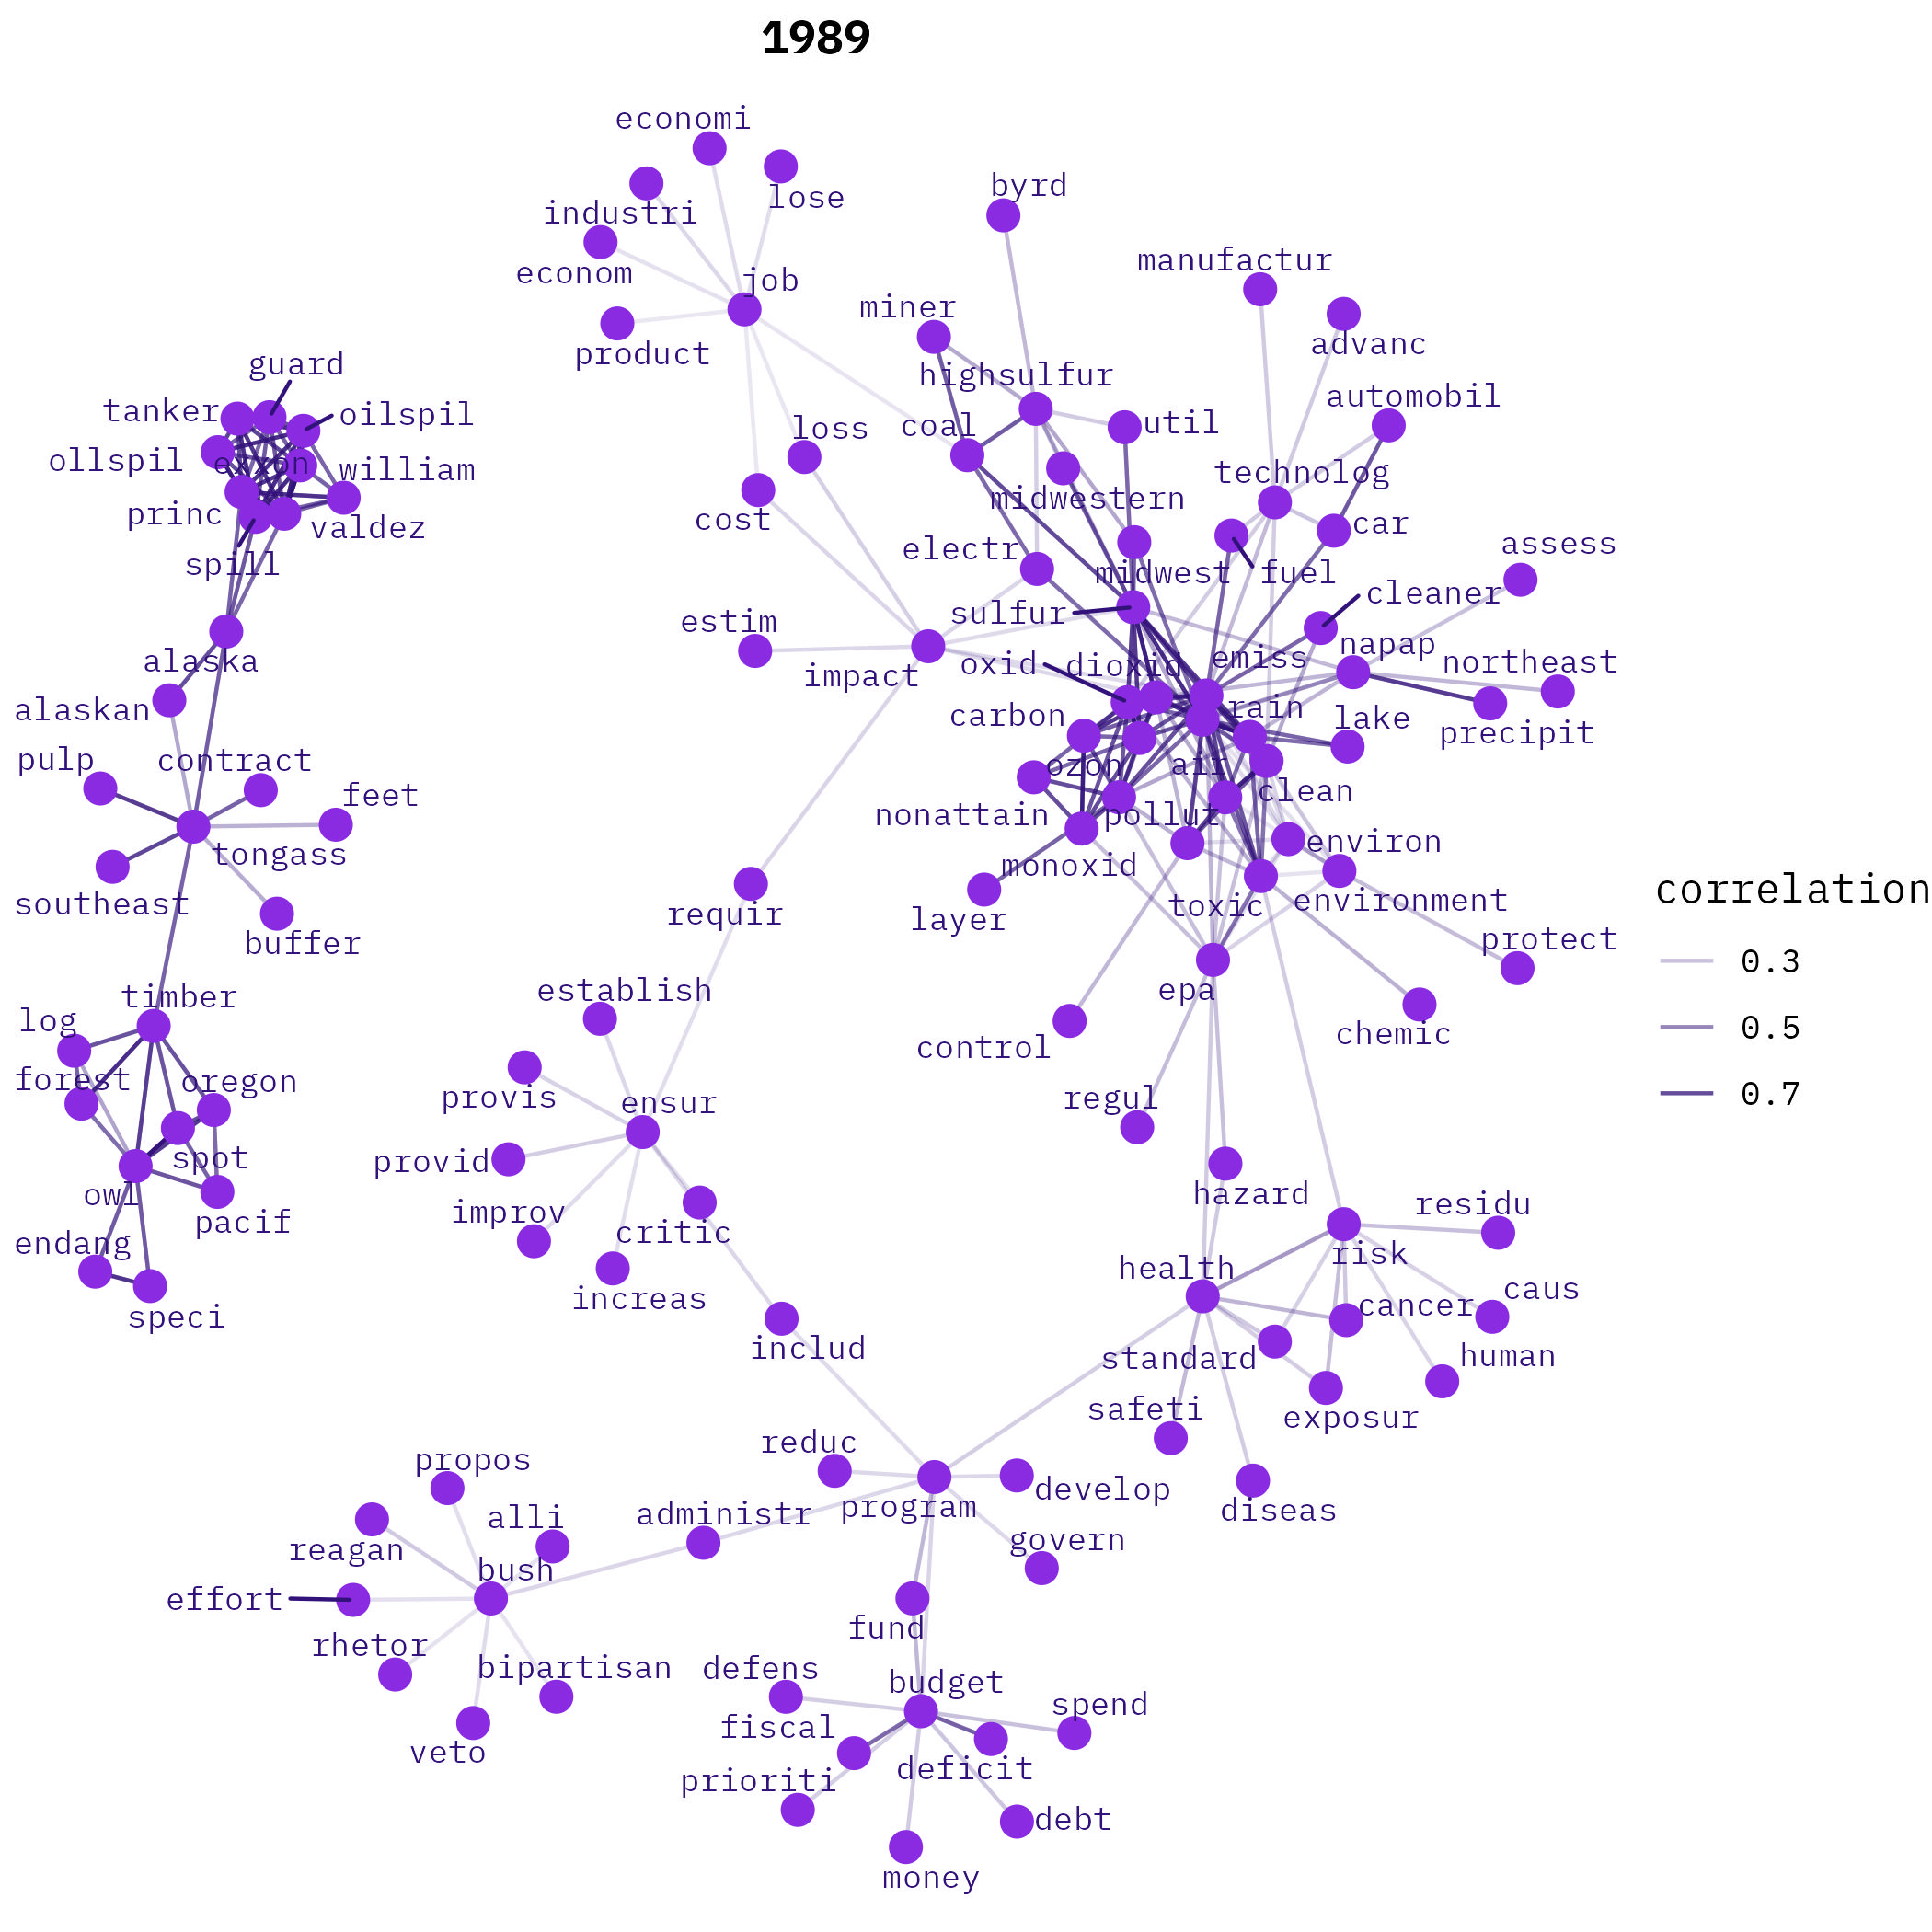 1989
economi
lose
byrd
industri
manufactur
econom
job
miner
advanc
product
guard
highsulfur
automobil
tanker
oilspil
loss
coal
util
ollspil
exxon
william
technolog
midwestern
princ
valdez
cost
car
electr
assess
spill
midwest
fuel
cleaner
sulfur
estim
napap
alaska
impact
oxid
dioxid
emiss
northeast
alaskan
carbon
rain
lake
precipit
pulp
contract
ozon
air
feet
clean
nonattain
pollut
tongass
environ
monoxid
correlation
southeast
requir
layer
toxic
environment
buffer
protect
0.3
timber
establish
epa
log
0.5
control
chemic
forest
oregon
provis
ensur
regul
0.7
spot
provid
owl
hazard
pacif
improv
critic
residu
endang
health
risk
speci
increas
cancer
caus
includ
standard
human
safeti
exposur
propos
reduc
develop
alli
administr
program
diseas
reagan
bush
govern
effort
fund
rhetor
bipartisan
defens
budget
spend
veto
fiscal
prioriti
deficit
debt
money